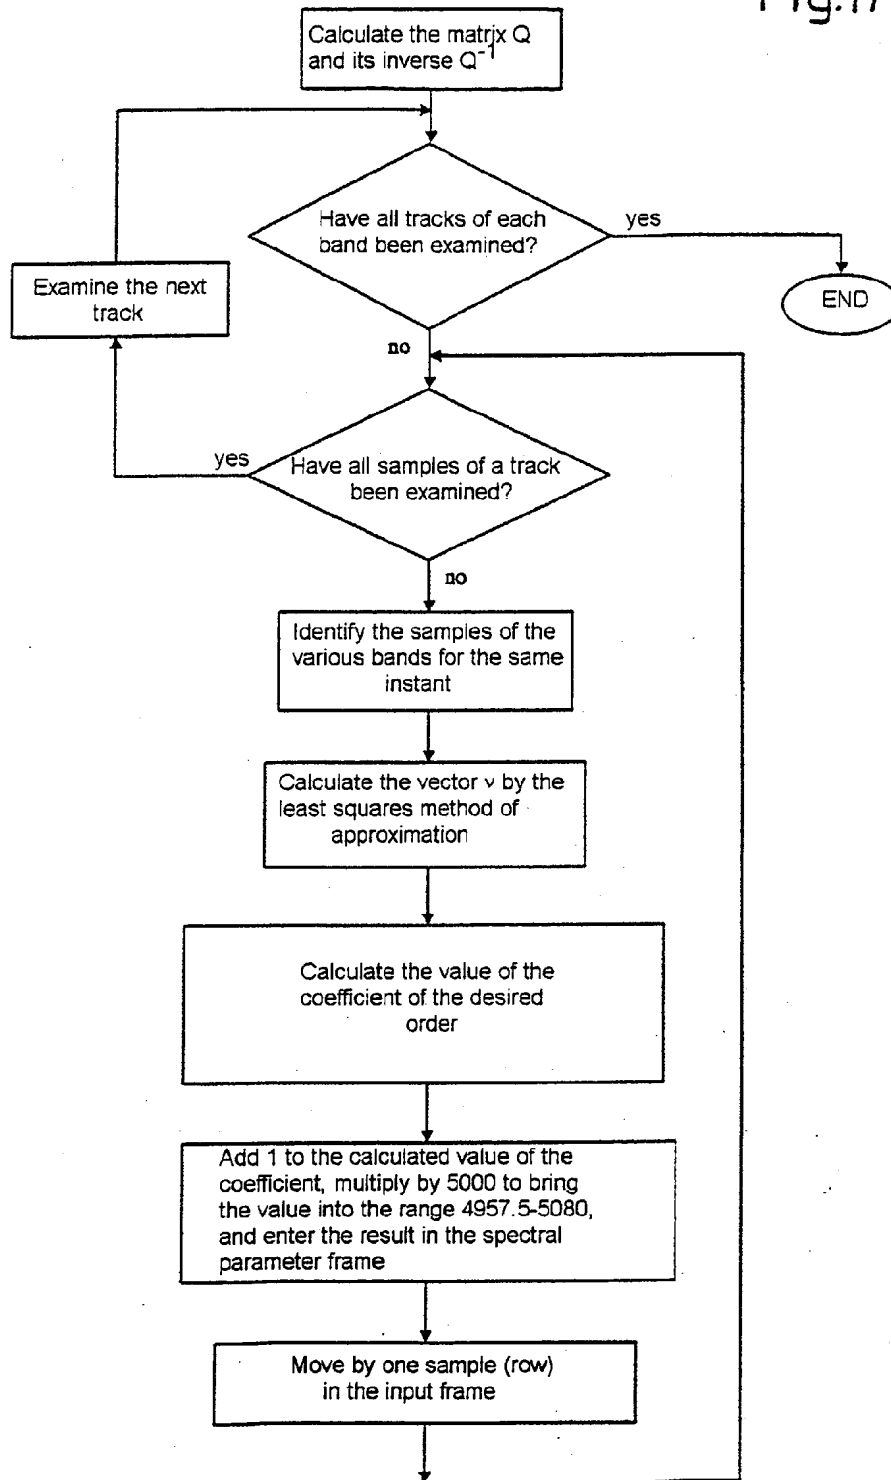 Calculate the matrix Q
and its inverse Q⁻¹
Have all tracks of each
band been examined?
yes
END
Examine the next
track
no
yes
Have all samples of a track
been examined?
no
Identify the samples of the
various bands for the same
instant
Calculate the vector v by the
least squares method of
approximation
Calculate the value of the
coefficient of the desired
order
Add 1 to the calculated value of the
coefficient, multiply by 5000 to bring
the value into the range 4957.5-5080,
and enter the result in the spectral
parameter frame
Move by one sample (row)
in the input frame